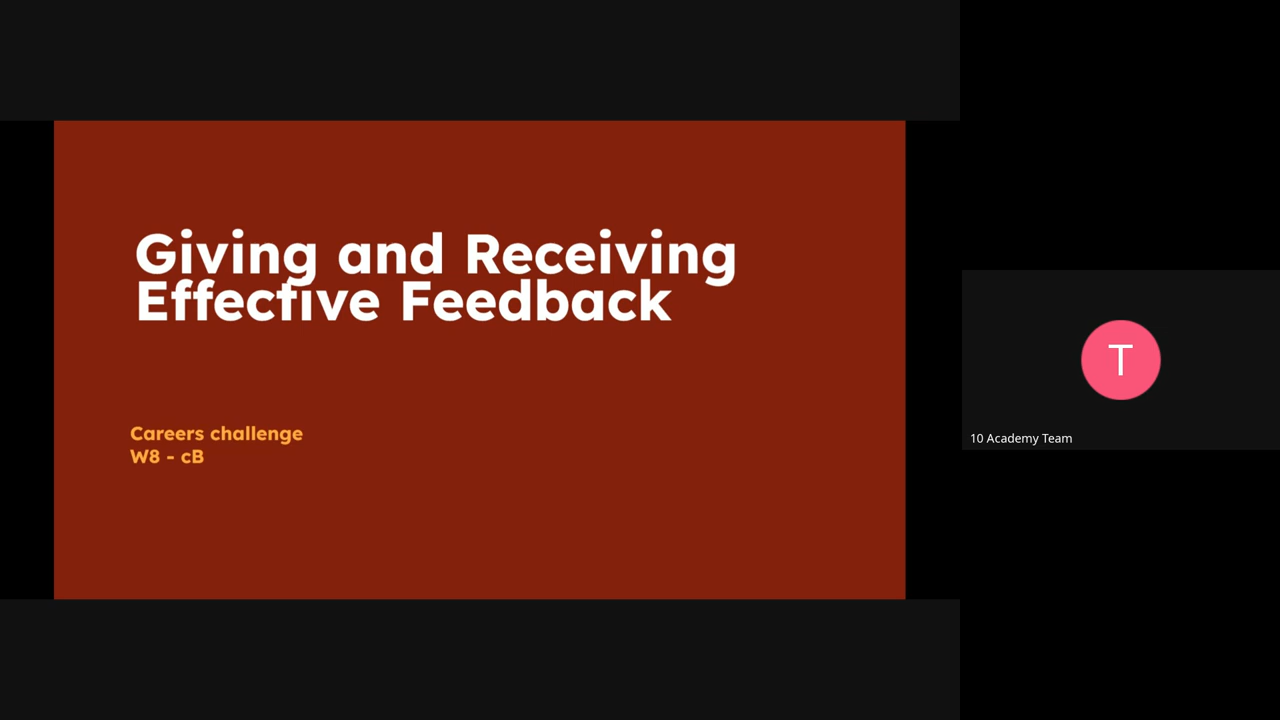 Giving and Receiving
Effective Feedback
Careers challenge
W8 - cB
T
10 Academy Team